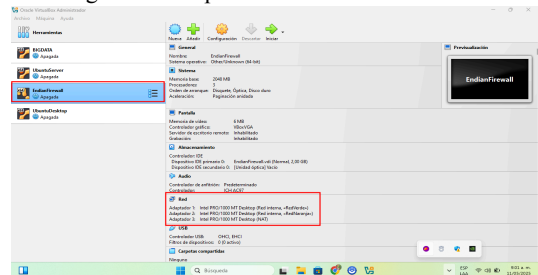 Oracle VirtualBox Administrador
Archivo Máquina Ayuda
Herramientas
Nueva Añadir Configuración Descartar Iniciar
BIGDATA
Apagada
UbuntuServer
Apagada
EndianFirewall
Apagada
UbuntuDesktop
Apagada
General
Nombre: EndianFirewall
Sistema operativo: Other/Unknown (64-bit)
Sistema
Memoria base: 2048 MB
Procesadores: 3
Orden de arranque: Disquete, Óptica, Disco duro
Aceleración: Paginación anidada
Pantalla
Memoria de vídeo: 6 MB
Controlador gráfico: VBoxVGA
Servidor de escritorio remoto: Inhabilitado
Grabación: Inhabilitado
Almacenamiento
Controlador: IDE
Dispositivo IDE primario 0: EndianFirewall.vdi (Normal, 2,00 GB)
Dispositivo IDE secundario 0: [Unidad óptica] Vacío
Audio
Controlador de anfitrión: Predeterminado
Controlador: ICH AC97
Red
Adaptador 1: Intel PRO/1000 MT Desktop (Red interna, «RedVerde»)
Adaptador 2: Intel PRO/1000 MT Desktop (Red interna, «RedNaranja»)
Adaptador 3: Intel PRO/1000 MT Desktop (NAT)
USB
Controlador USB: OHCI, EHCI
Filtros de dispositivos: 0 (0 activo)
Carpetas compartidas
Ninguno
Previsualización
EndianFirewall
Búsqueda
ESP
LAA
9:01 a. m.